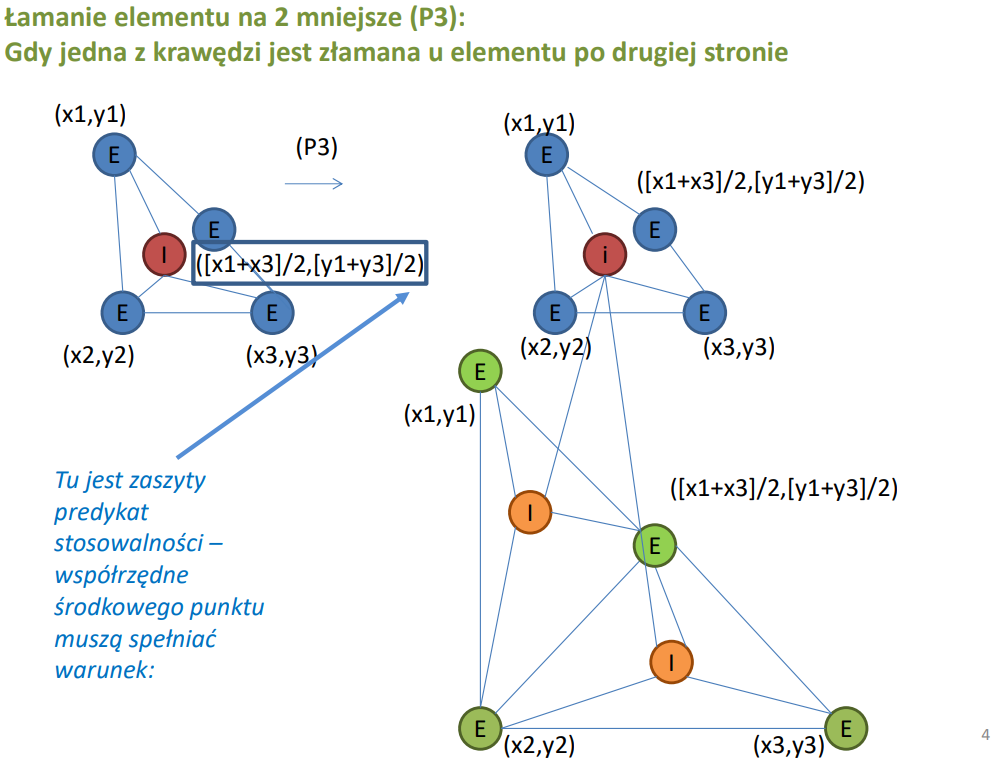 Łamanie elementu na 2 mniejsze (P3):
Gdy jedna z krawędzi jest złamana u elementu po drugiej stronie
(x1,y1)
E
(P3)
E
I
([x1+x3]/2,[y1+y3]/2)
E
E
(x2,y2)
(x3,y3)
(x1,y1)
E
([x1+x3]/2,[y1+y3]/2)
E
i
E
E
(x2,y2)
(x3,y3)
E
(x1,y1)
([x1+x3]/2,[y1+y3]/2)
I
E
I
E
(x2,y2)
(x3,y3)
E
Tu jest zaszyty
predykat
stosowalności –
współrzędne
środkowego punktu
muszą spełniać
warunek:
4